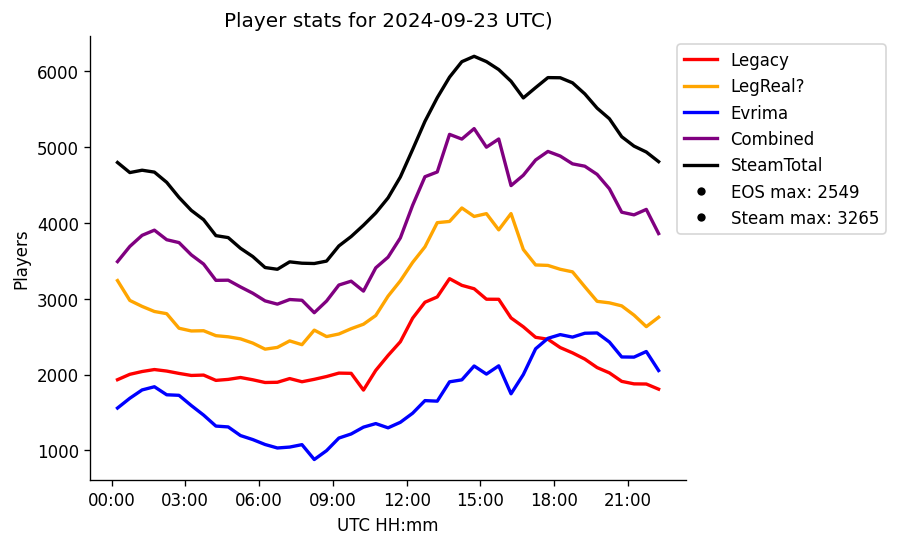 Player stats for 2024-09-23 UTC)
Players
6000
5000
4000
3000
2000
1000
00:00 03:00 06:00 09:00 12:00 15:00 18:00 21:00
UTC HH:mm
Legacy
LegReal?
Evrima
Combined
SteamTotal
EOS max: 2549
Steam max: 3265